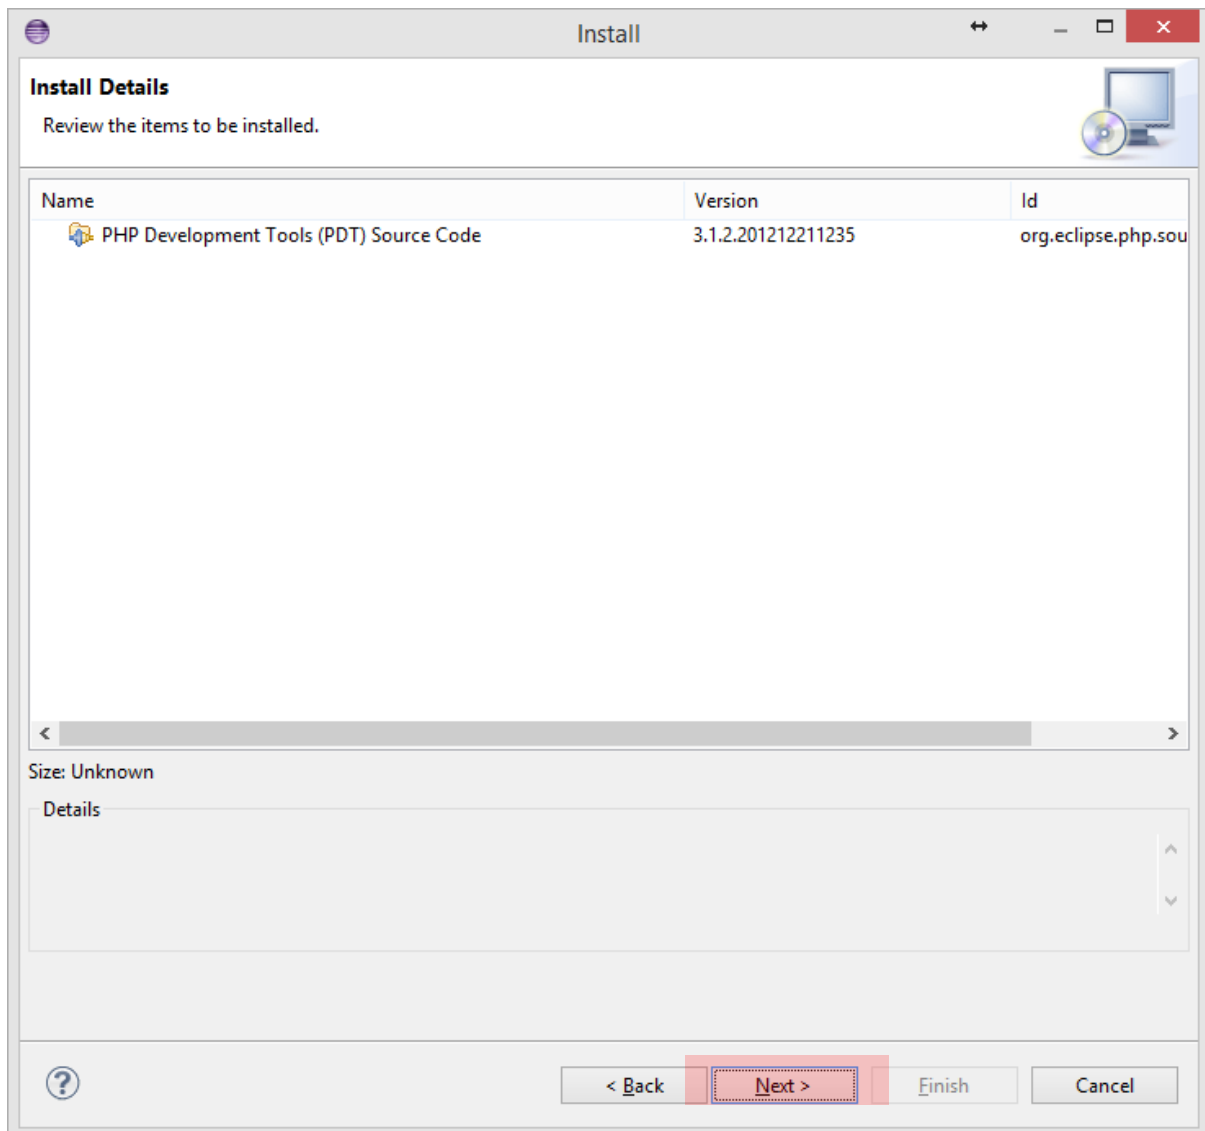 Install
Install Details
Review the items to be installed.
Name Version Id
PHP Development Tools (PDT) Source Code 3.1.2.201212211235 org.eclipse.php.sou
Size: Unknown
Details
< Back Next > Finish Cancel